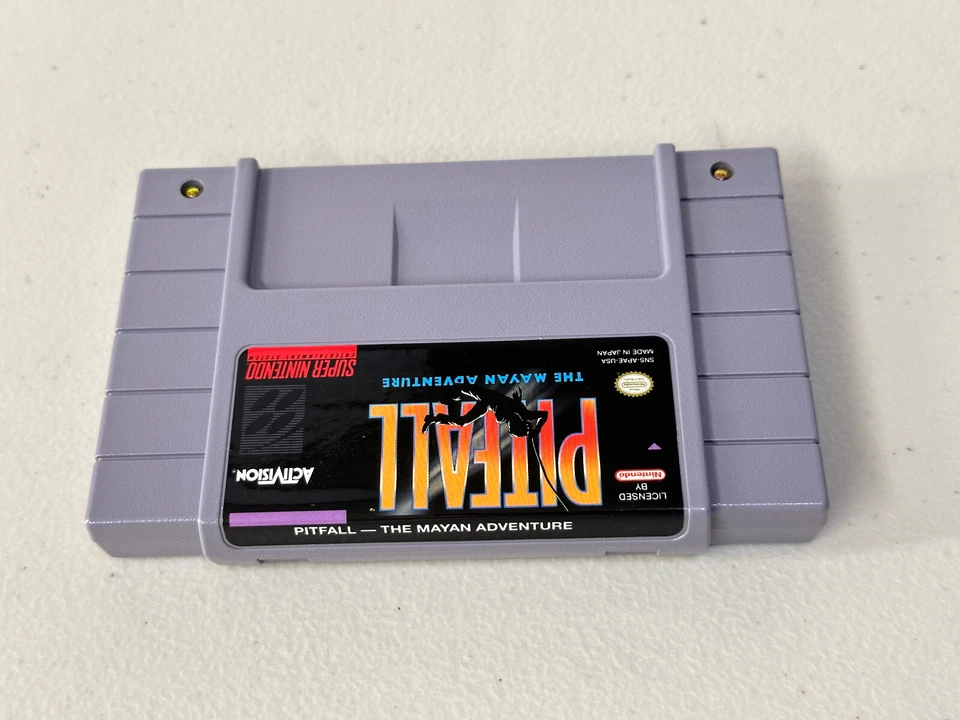 PITFALL — THE MAYAN ADVENTURE
LICENSED
BY
Nintendo
PITFALL™
THE MAYAN ADVENTURE
ACTIVISION®
SUPER NINTENDO
ENTERTAINMENT SYSTEM
SNS-APAE-USA
MADE IN JAPAN